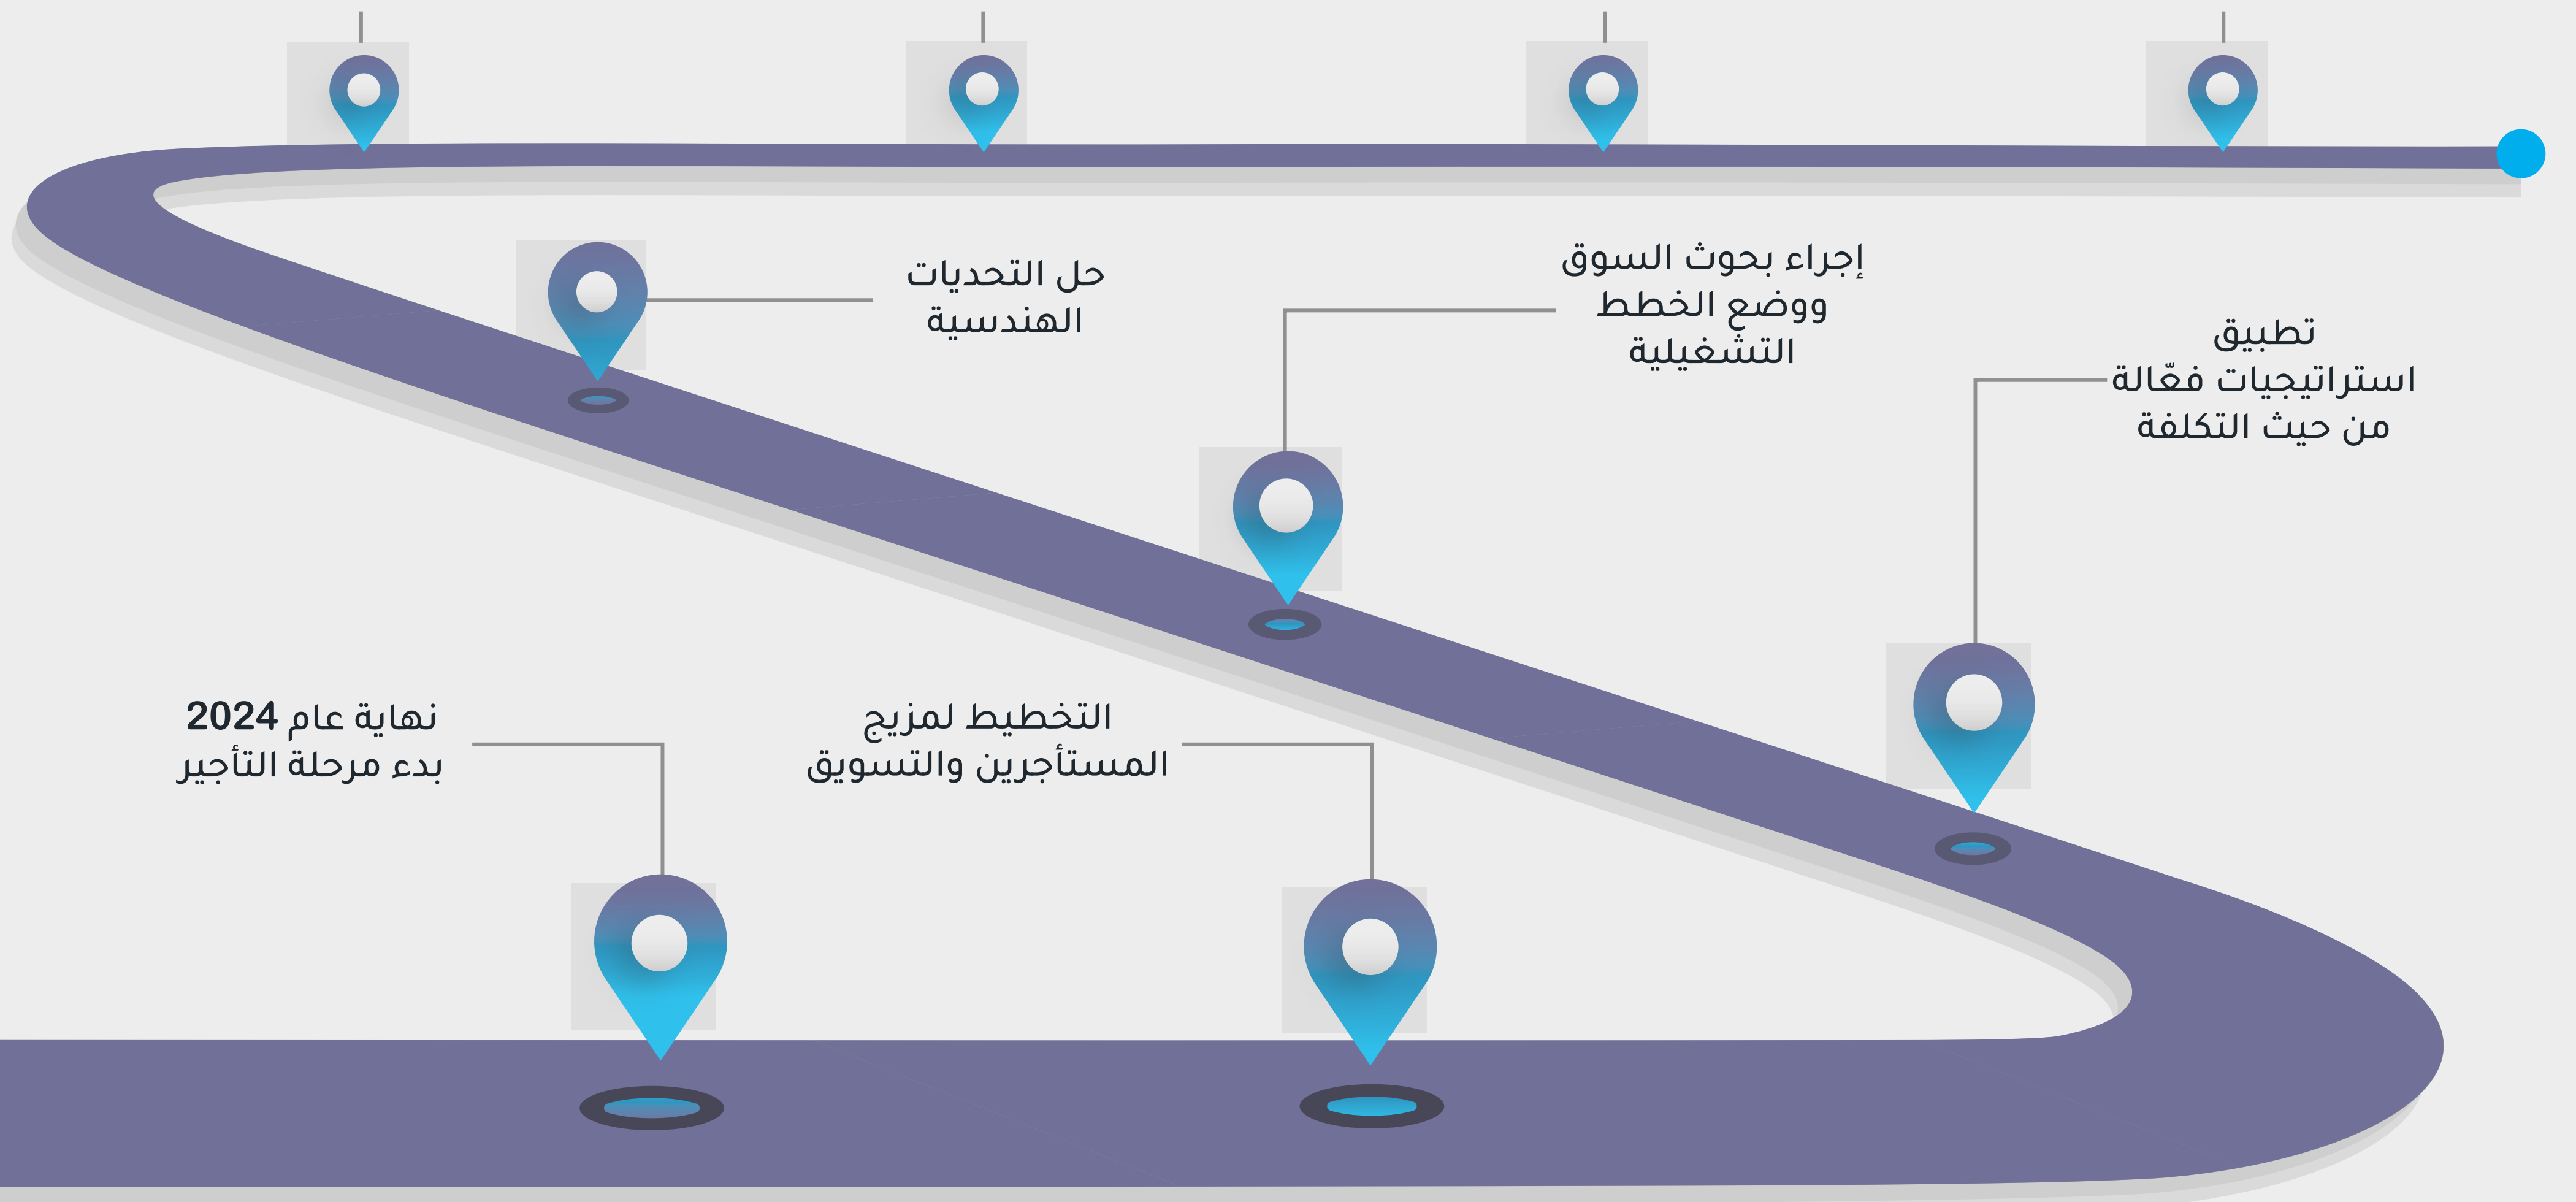 إجراء بحوث السوق
ووضع الخطط
التشغيلية
حل التحديات
الهندسية
تطبيق
استراتيجيات فعّالة
من حيث التكلفة
التخطيط لمزيج
المستأجرين والتسويق
نهاية عام 2024
بدء مرحلة التأجير